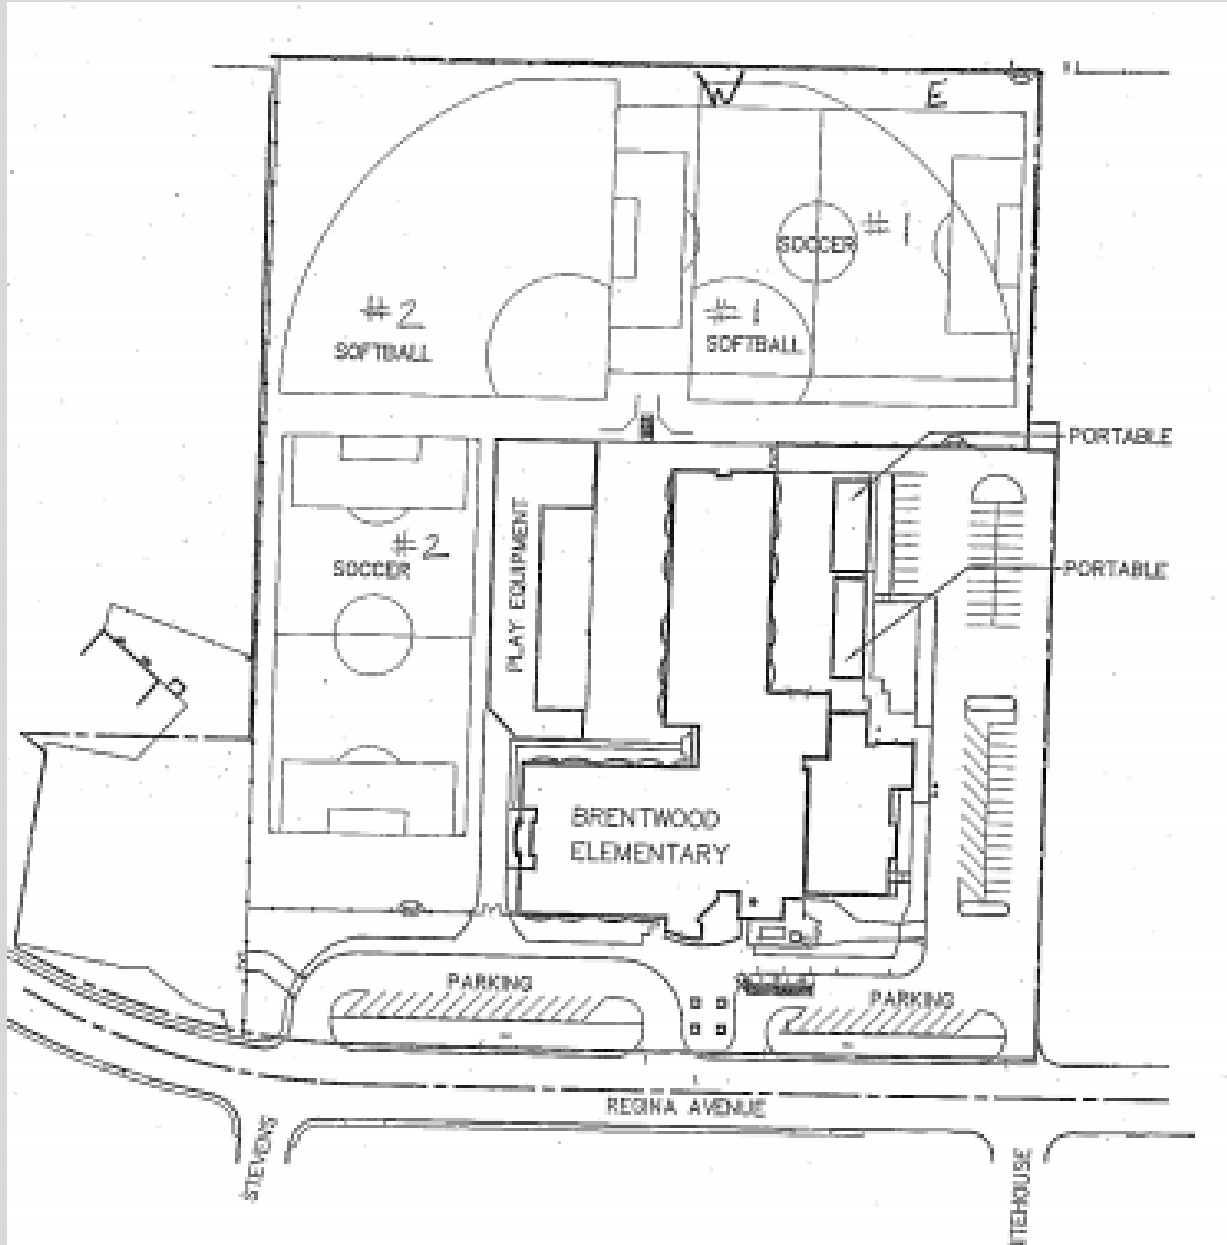 W
E
SOCCER
#1
#2
SOFTBALL
#1
SOFTBALL
PORTABLE
#2
SOCCER
PLAY EQUIPMENT
PORTABLE
BRENTWOOD
ELEMENTARY
PARKING
PARKING
REGINA AVENUE
STEVENS
ITEHOUSE